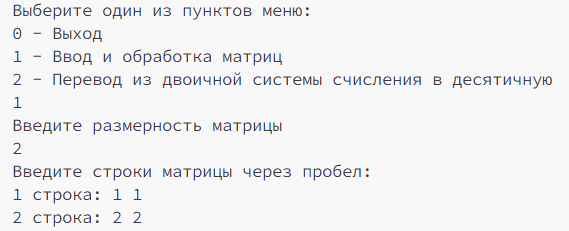 Выберите один из пунктов меню:
0 - Выход
1 - Ввод и обработка матриц
2 - Перевод из двоичной системы счисления в десятичную
1
Введите размерность матрицы
2
Введите строки матрицы через пробел:
1 строка: 1 1
2 строка: 2 2